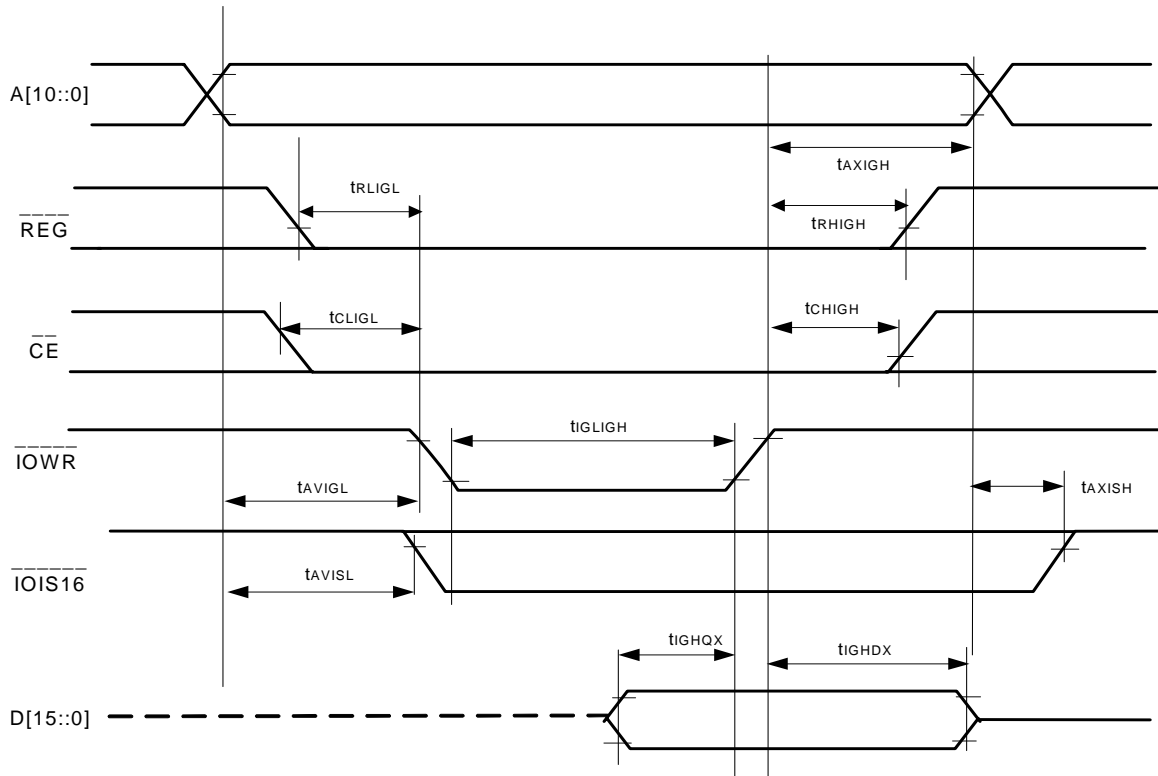 A[10::0]
tAXIGH
tRLIGL
REG
tRHIGH
tCLIGL
tCHIGH
CE
tIGLIGH
IOWR
tAVIGL
tAXISH
IOIS16
tAVISL
tIGHQX
tIGHDX
D[15::0]